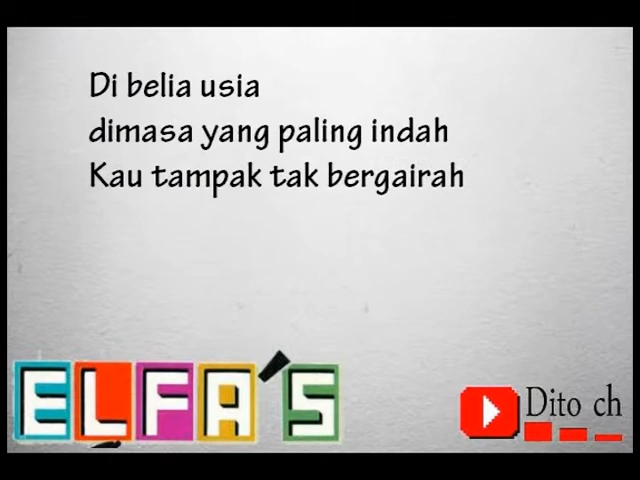 Di belia usia
dimasa yang paling indah
Kau tampak tak bergairah
ELFA'S
Dito ch